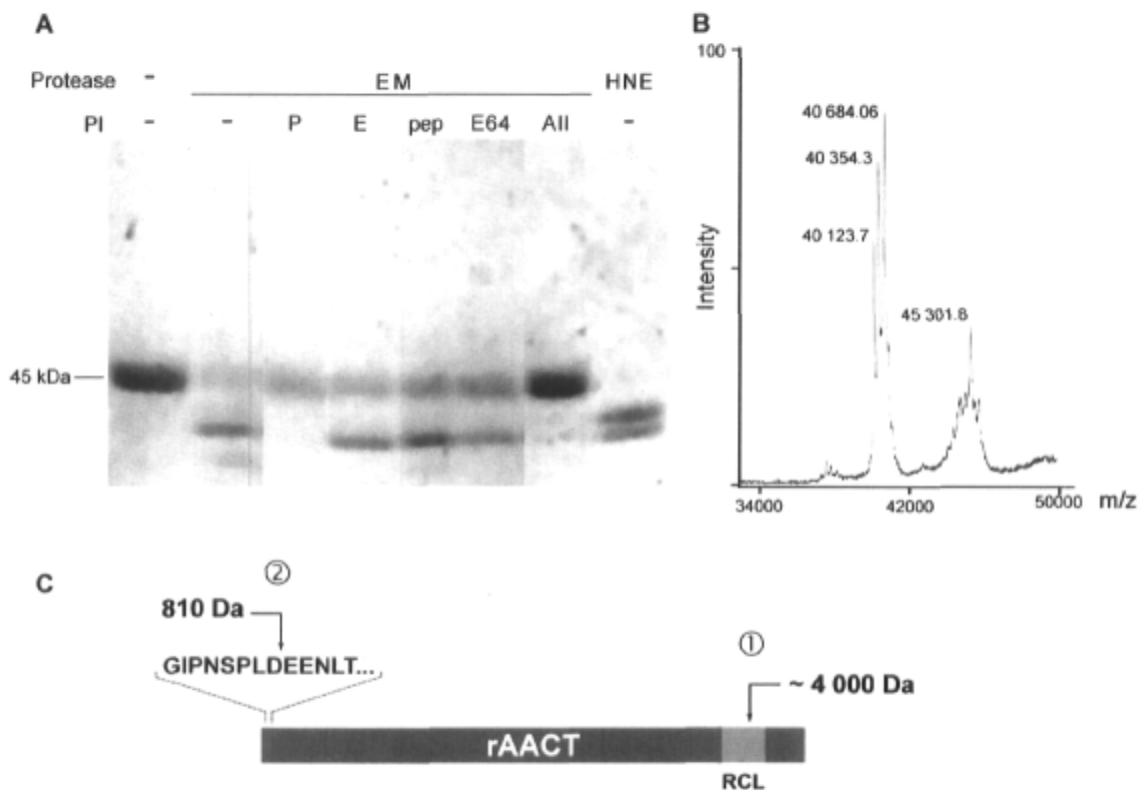 A
Protease - EM HNE
PI - - P E pep E64 All -
45 kDa
B
100
40 684.06
40 354.3
40 123.7
45 301.8
Intensity
34000 42000 50000 m/z
C
②
810 Da
GIPNSPLDEENLT...
①
~ 4 000 Da
rAACT
RCL